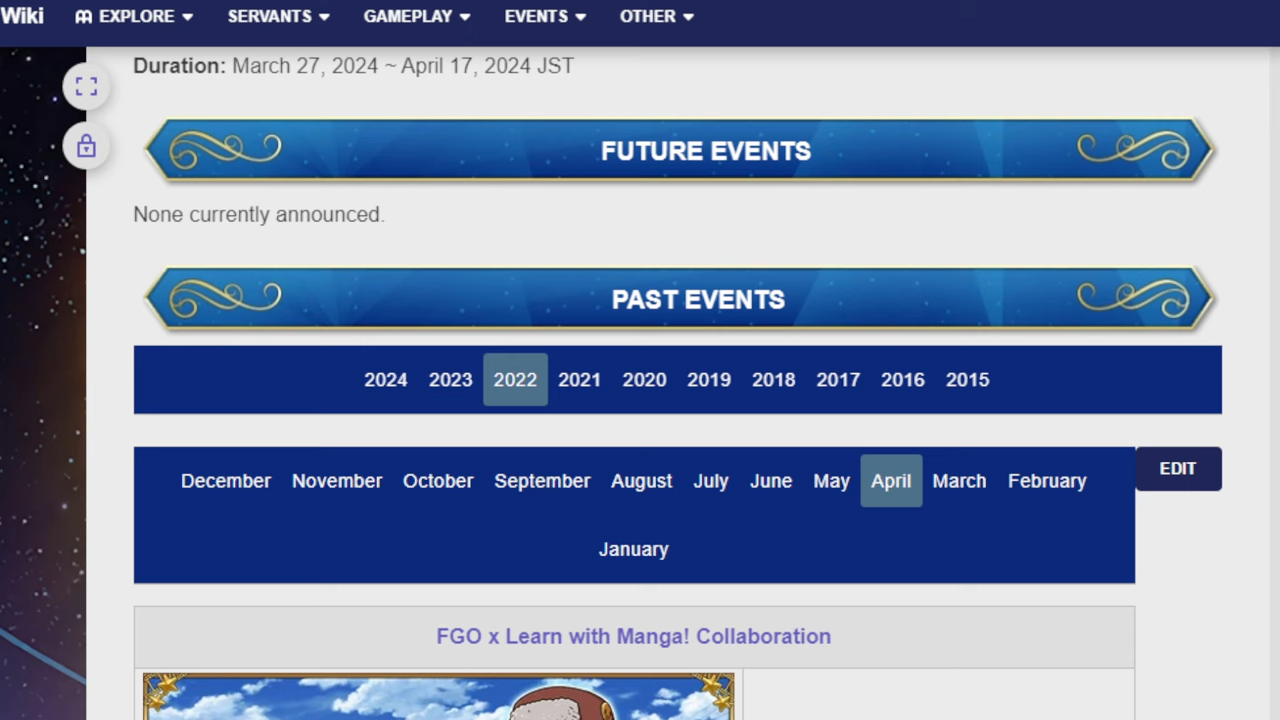 Wiki EXPLORE SERVANTS GAMEPLAY EVENTS OTHER
Duration: March 27, 2024 ~ April 17, 2024 JST
FUTURE EVENTS
None currently announced.
PAST EVENTS
2024 2023 2022 2021 2020 2019 2018 2017 2016 2015
December November October September August July June May April March February
January
EDIT
FGO x Learn with Manga! Collaboration